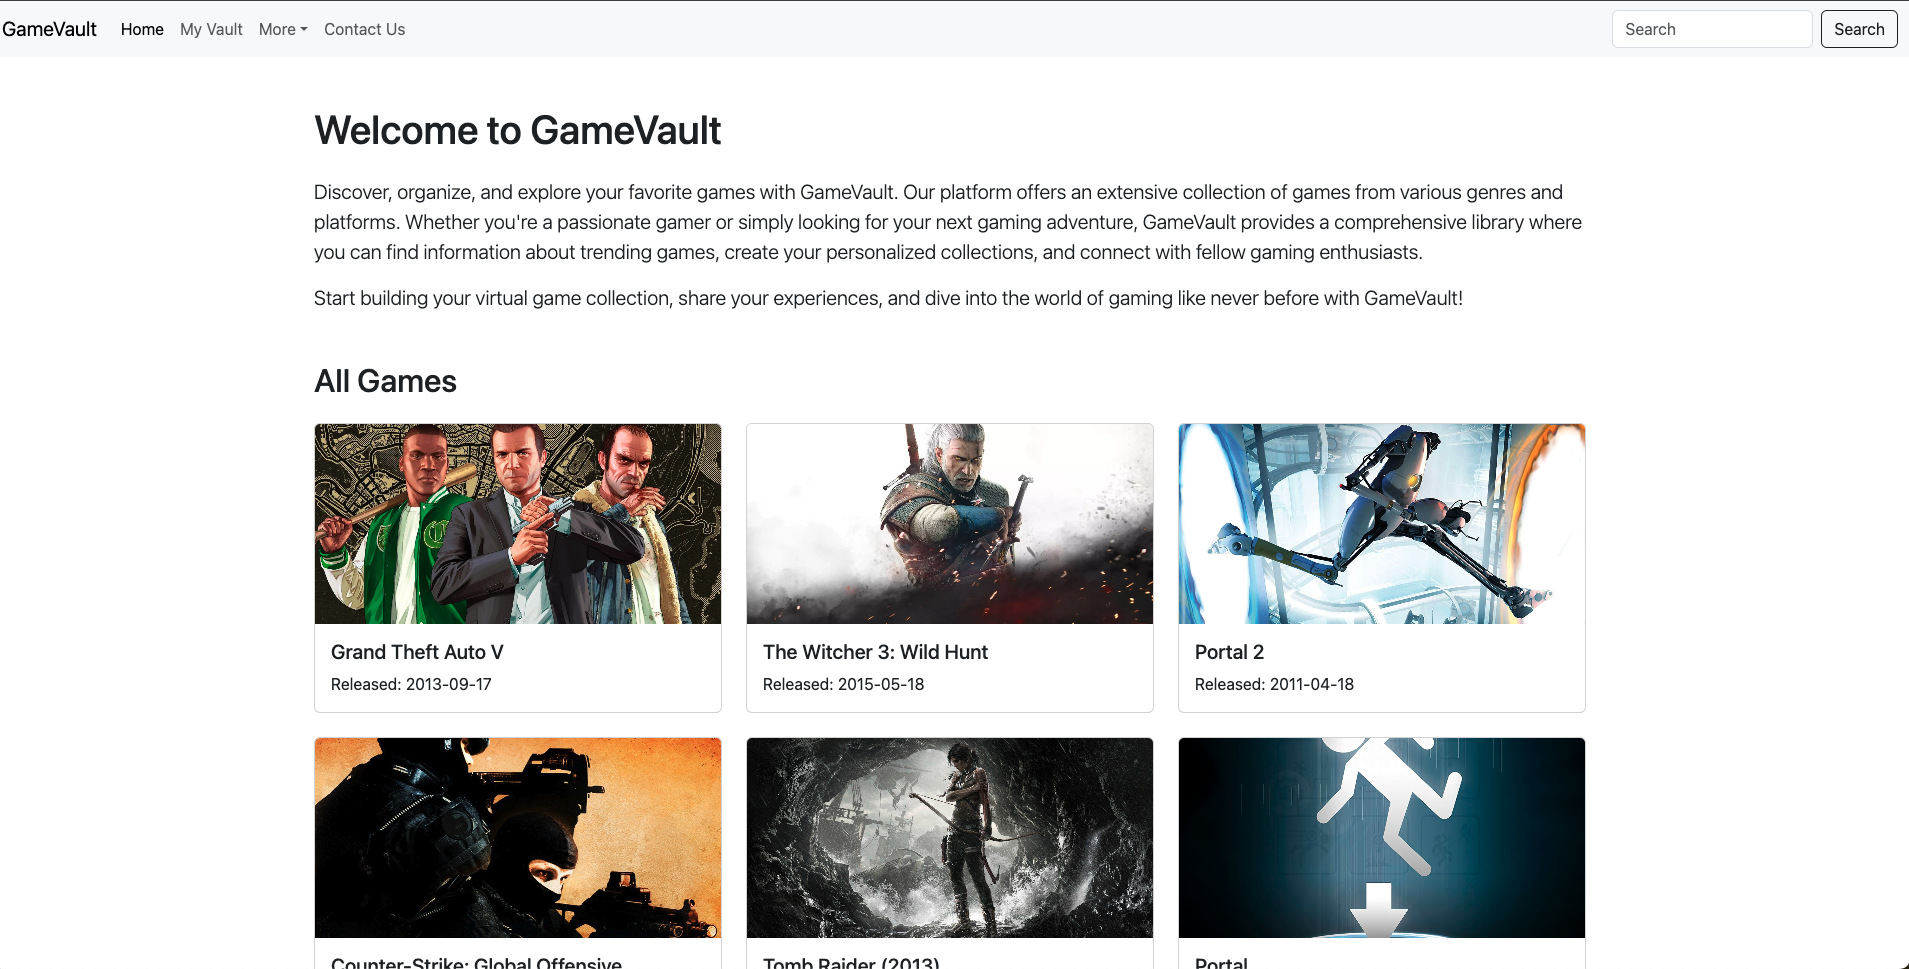 GameVault Home My Vault More Contact Us Search Search
Welcome to GameVault
Discover, organize, and explore your favorite games with GameVault. Our platform offers an extensive collection of games from various genres and
platforms. Whether you're a passionate gamer or simply looking for your next gaming adventure, GameVault provides a comprehensive library where
you can find information about trending games, create your personalized collections, and connect with fellow gaming enthusiasts.
Start building your virtual game collection, share your experiences, and dive into the world of gaming like never before with GameVault!
All Games
Grand Theft Auto V
Released: 2013-09-17
The Witcher 3: Wild Hunt
Released: 2015-05-18
Portal 2
Released: 2011-04-18
Counter-Strike: Global Offensive
Tomb Raider (2013)
Portal